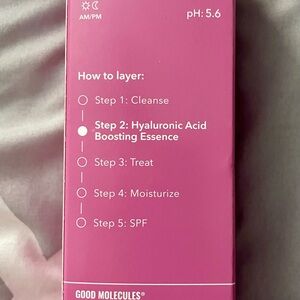 AM/PM
pH: 5.6
How to layer:
Step 1: Cleanse
Step 2: Hyaluronic Acid
Boosting Essence
Step 3: Treat
Step 4: Moisturize
Step 5: SPF
GOOD MOLECULES®